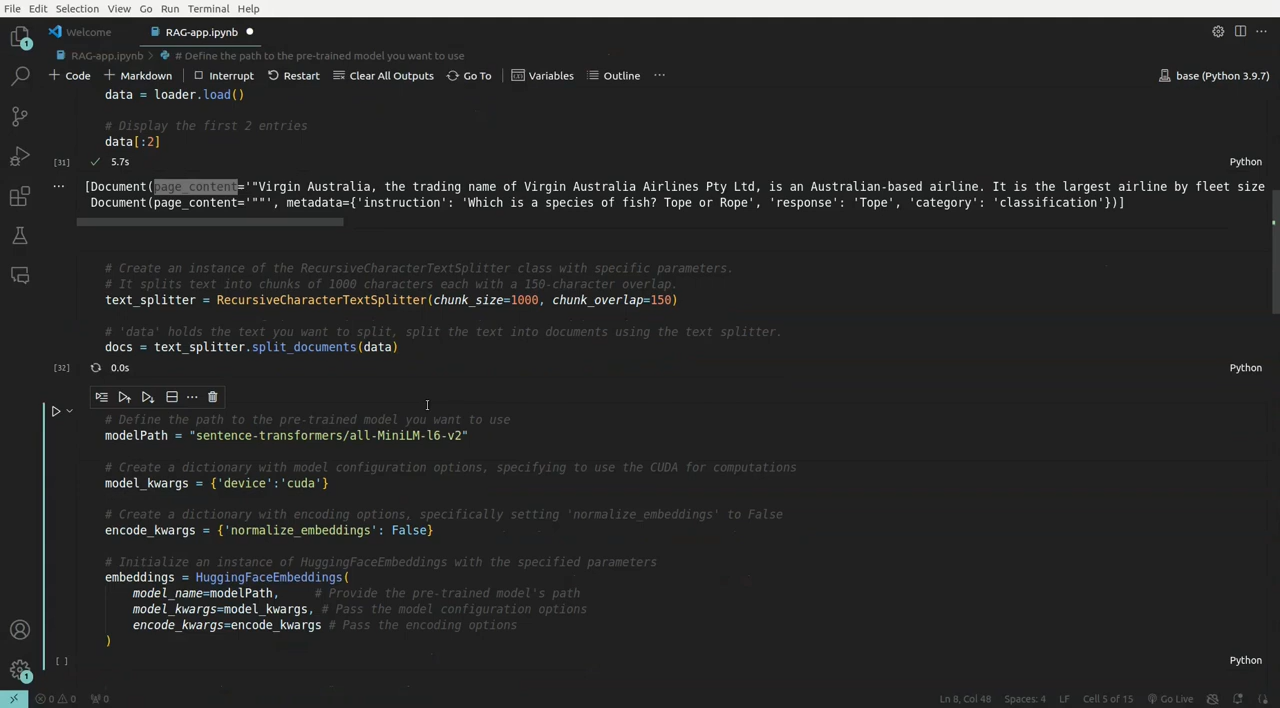 File Edit Selection View Go Run Terminal Help
Welcome RAG-app.ipynb
RAG-app.ipynb > # Define the path to the pre-trained model you want to use
+ Code + Markdown Interrupt Restart Clear All Outputs Go To Variables Outline ... base (Python 3.9.7)
data = loader.load()
# Display the first 2 entries
data[:2]
[31] 5.7s Python
... [Document(page_content='"Virgin Australia, the trading name of Virgin Australia Airlines Pty Ltd, is an Australian-based airline. It is the largest airline by fleet size
Document(page_content='""', metadata={'instruction': 'Which is a species of fish? Tope or Rope', 'response': 'Tope', 'category': 'classification'})]
# Create an instance of the RecursiveCharacterTextSplitter class with specific parameters.
# It splits text into chunks of 1000 characters each with a 150-character overlap.
text_splitter = RecursiveCharacterTextSplitter(chunk_size=1000, chunk_overlap=150)
# 'data' holds the text you want to split, split the text into documents using the text splitter.
docs = text_splitter.split_documents(data)
[32] 0.0s Python
# Define the path to the pre-trained model you want to use
modelPath = "sentence-transformers/all-MiniLM-l6-v2"
# Create a dictionary with model configuration options, specifying to use the CUDA for computations
model_kwargs = {'device':'cuda'}
# Create a dictionary with encoding options, specifically setting 'normalize_embeddings' to False
encode_kwargs = {'normalize_embeddings': False}
# Initialize an instance of HuggingFaceEmbeddings with the specified parameters
embeddings = HuggingFaceEmbeddings(
model_name=modelPath, # Provide the pre-trained model's path
model_kwargs=model_kwargs, # Pass the model configuration options
encode_kwargs=encode_kwargs # Pass the encoding options
)
[ ] Python
0 0 0 Ln 8, Col 48 Spaces: 4 LF Cell 5 of 15 Go Live
1
1